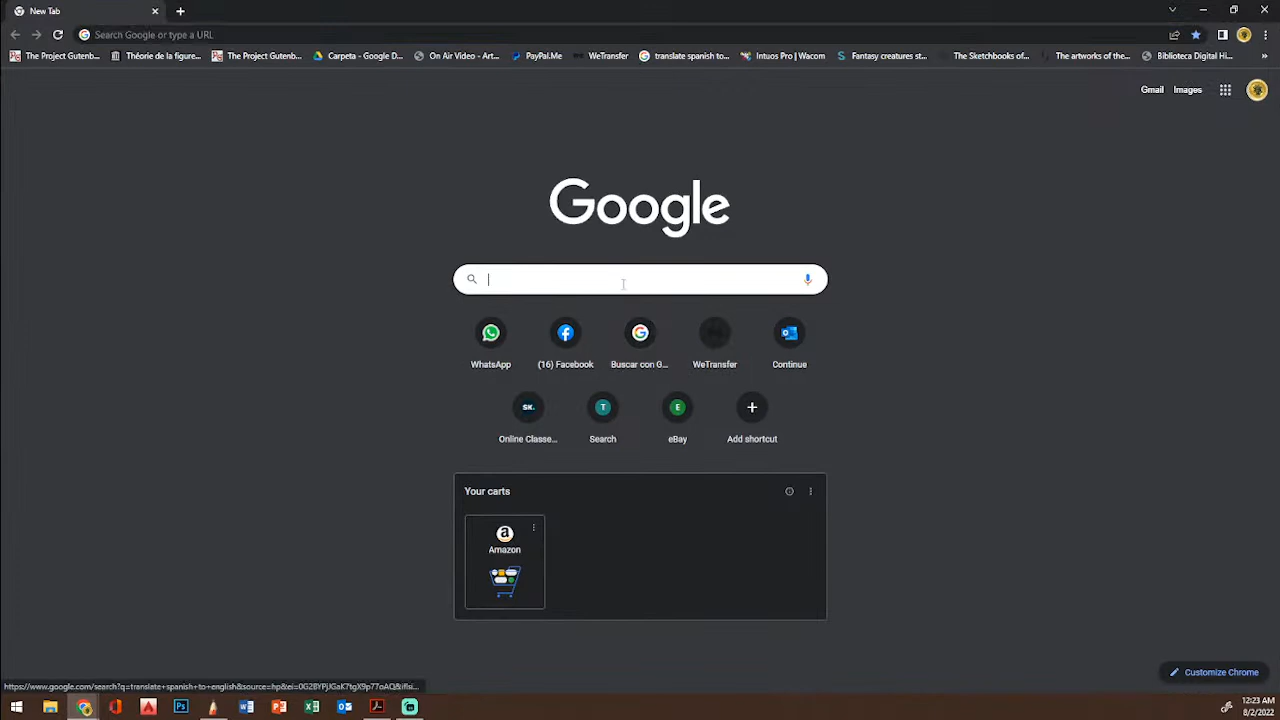 New Tab
Search Google or type a URL
The Project Gutenb...
Théorie de la figure...
The Project Gutenb...
Carpeta - Google D...
On Air Video - Art...
PayPal.Me
WeTransfer
translate spanish to...
Intuos Pro | Wacom
Fantasy creatures st...
The Sketchbooks of...
The artworks of the...
Biblioteca Digital Hi...
»
Gmail Images
Google
WhatsApp
(16) Facebook
Buscar con G...
WeTransfer
Continue
SK.
T
E
Online Classe...
Search
eBay
Add shortcut
Your carts
a
Amazon
Customize Chrome
Ps
12:23 AM
8/2/2022